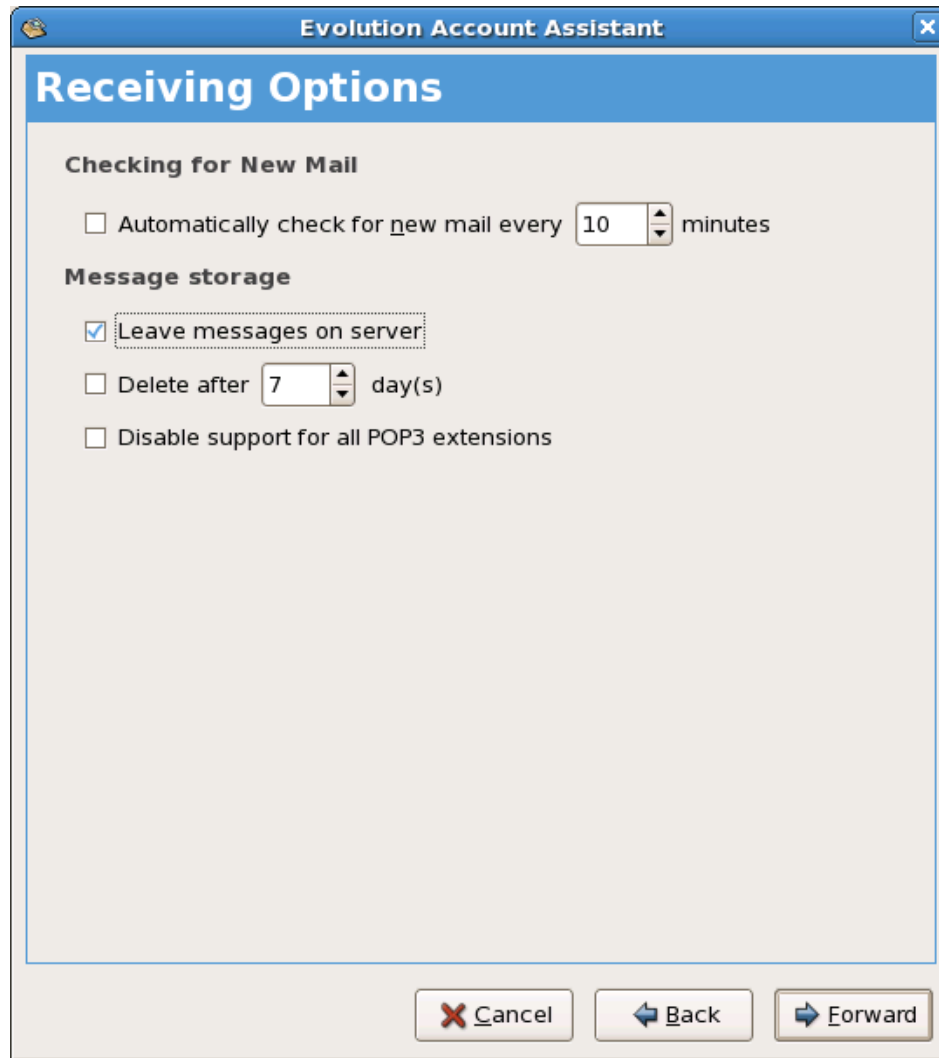 Evolution Account Assistant
Receiving Options
Checking for New Mail
Automatically check for new mail every 10 minutes
Message storage
Leave messages on server
Delete after 7 day(s)
Disable support for all POP3 extensions
Cancel Back Forward